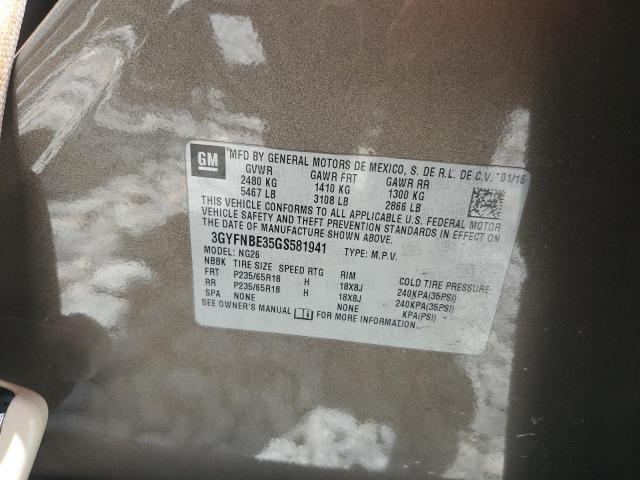 GM *MFD BY GENERAL MOTORS DE MEXICO, S. DE R.L. DE C.V.*01/16
GVWR GAWR FRT GAWR RR
2480 KG 1410 KG 1300 KG
5467 LB 3108 LB 2866 LB
THIS VEHICLE CONFORMS TO ALL APPLICABLE U.S. FEDERAL MOTOR
VEHICLE SAFETY AND THEFT PREVENTION STANDARDS IN EFFECT ON
THE DATE OF MANUFACTURE SHOWN ABOVE.
3GYFNBE35GS581941 TYPE: M.P.V.
MODEL: NG26
NBBK TIRE SIZE SPEED RTG RIM COLD TIRE PRESSURE
FRT P235/65R18 H 18X8J 240KPA(35PSI)
RR P235/65R18 H 18X8J 240KPA(35PSI)
SPA NONE NONE KPA(PSI)
SEE OWNER'S MANUAL FOR MORE INFORMATION.